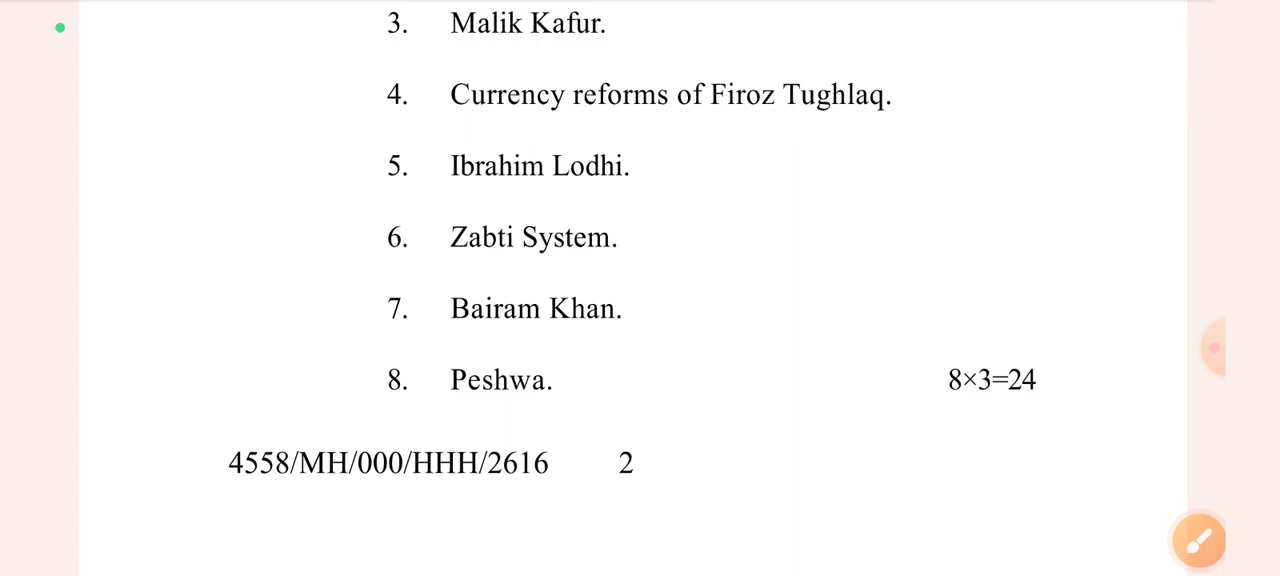 3. Malik Kafur.
4. Currency reforms of Firoz Tughlaq.
5. Ibrahim Lodhi.
6. Zabti System.
7. Bairam Khan.
8. Peshwa. 8×3=24
4558/MH/000/HHH/2616 2